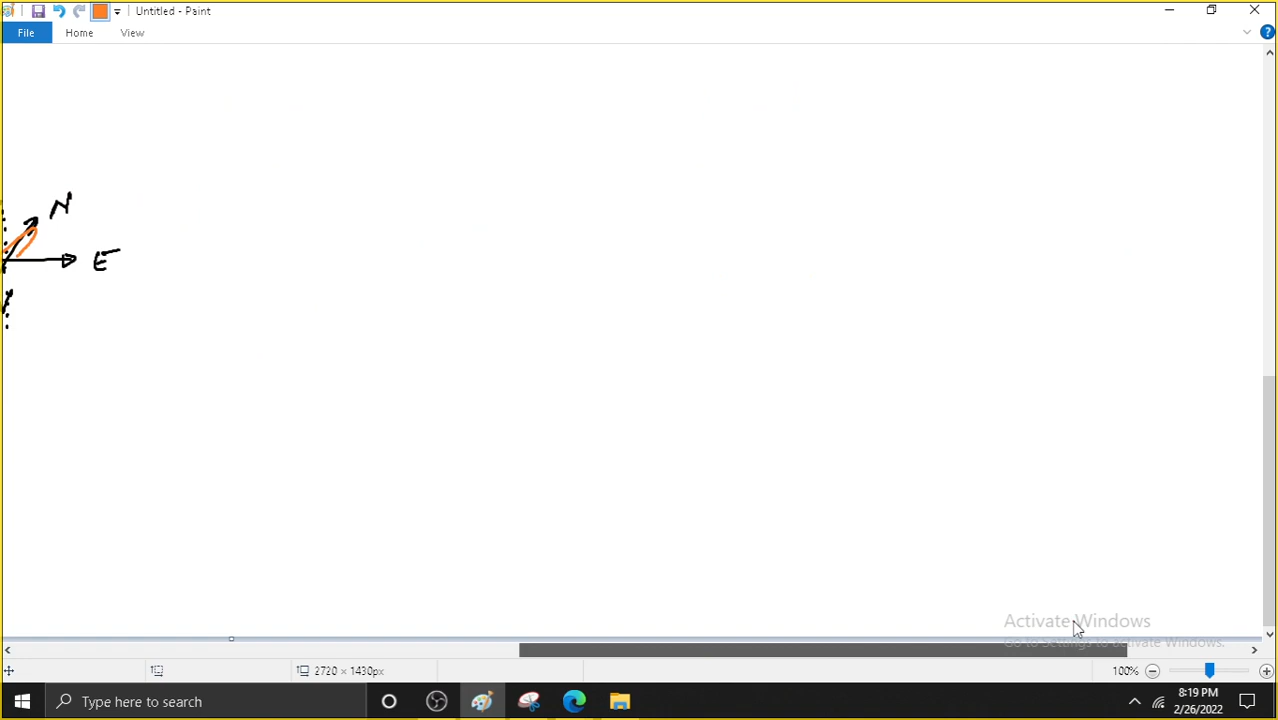 Untitled - Paint
File Home View
N
E
Activate Windows
Go to Settings to activate Windows.
2720 × 1430px 100%
Type here to search
8:19 PM
2/26/2022